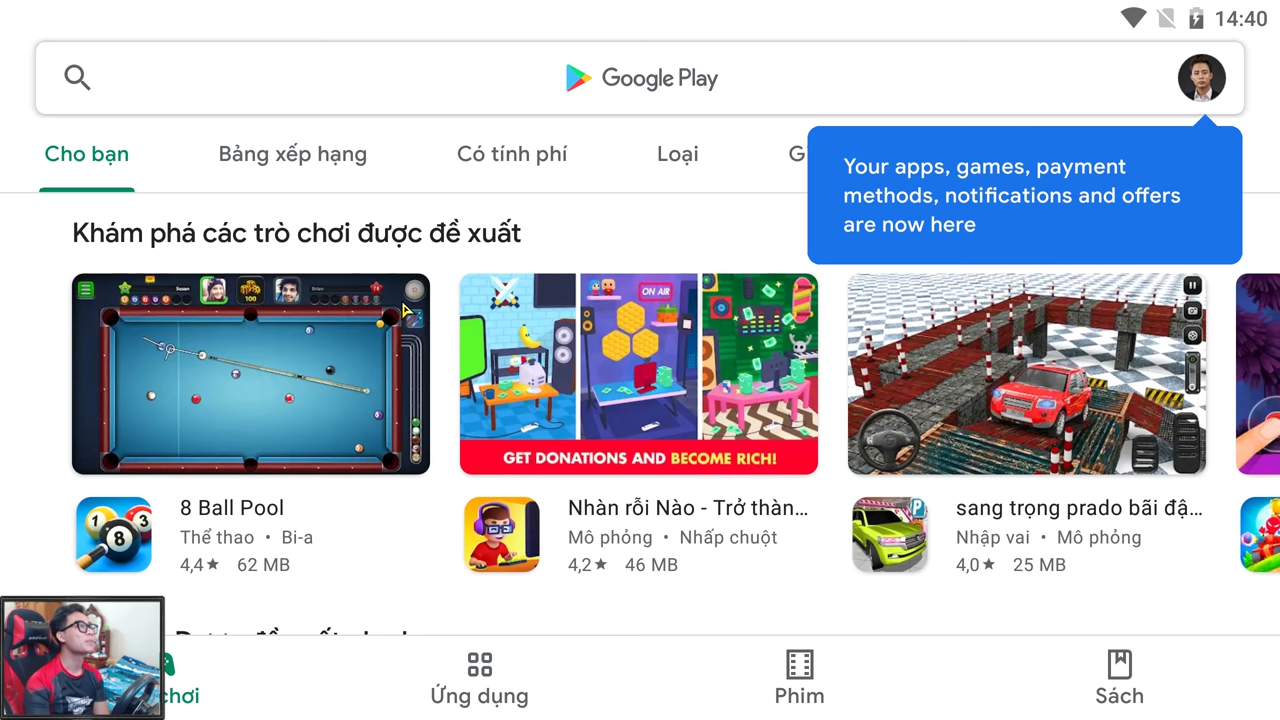 14:40
Google Play
Cho bạn
Bảng xếp hạng
Có tính phí
Loại
Your apps, games, payment
methods, notifications and offers
are now here
Khám phá các trò chơi được đề xuất
100
ON AIR
GET DONATIONS AND BECOME RICH!
1 3 8
P
8 Ball Pool
Thể thao • Bi-a
4,4★ 62 MB
Nhàn rỗi Nào - Trở thàn...
Mô phỏng • Nhấp chuột
4,2★ 46 MB
sang trọng prado bãi đậ...
Nhập vai • Mô phỏng
4,0★ 25 MB
chơi
Ứng dụng
Phim
Sách